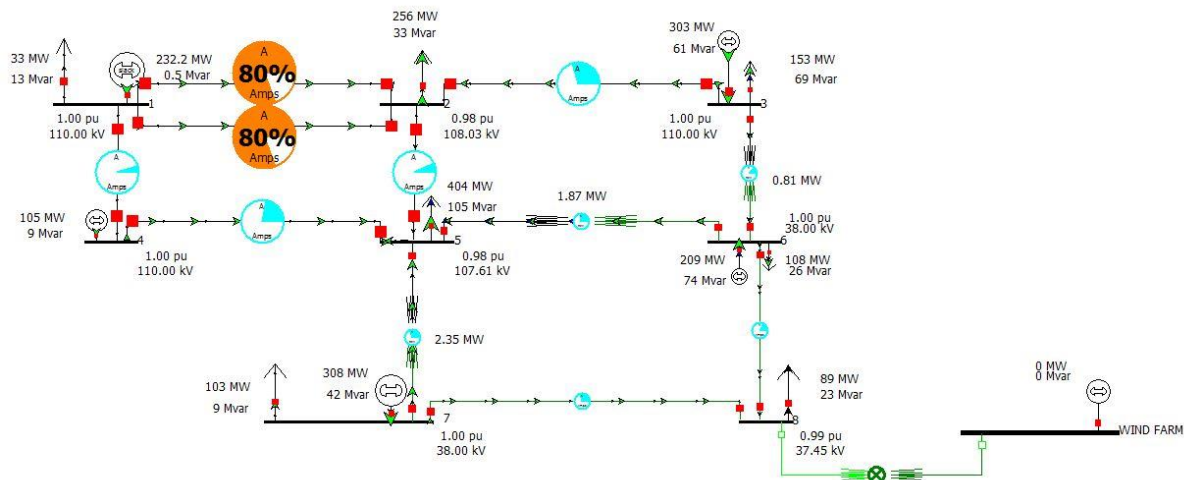 256 MW
33 Mvar
303 MW
61 Mvar
33 MW
13 Mvar
232.2 MW
0.5 Mvar
A
80%
Amps
A
Amps
153 MW
69 Mvar
1
2
3
1.00 pu
110.00 kV
A
80%
Amps
0.98 pu
108.03 kV
1.00 pu
110.00 kV
A
Amps
A
Amps
404 MW
105 Mvar
1.87 MW
0.81 MW
105 MW
9 Mvar
A
Amps
1.00 pu
38.00 kV
4
5
6
1.00 pu
110.00 kV
0.98 pu
107.61 kV
209 MW
74 Mvar
108 MW
26 Mvar
2.35 MW
103 MW
9 Mvar
308 MW
42 Mvar
89 MW
23 Mvar
0 MW
0 Mvar
7
8
1.00 pu
38.00 kV
0.99 pu
37.45 kV
WIND FARM